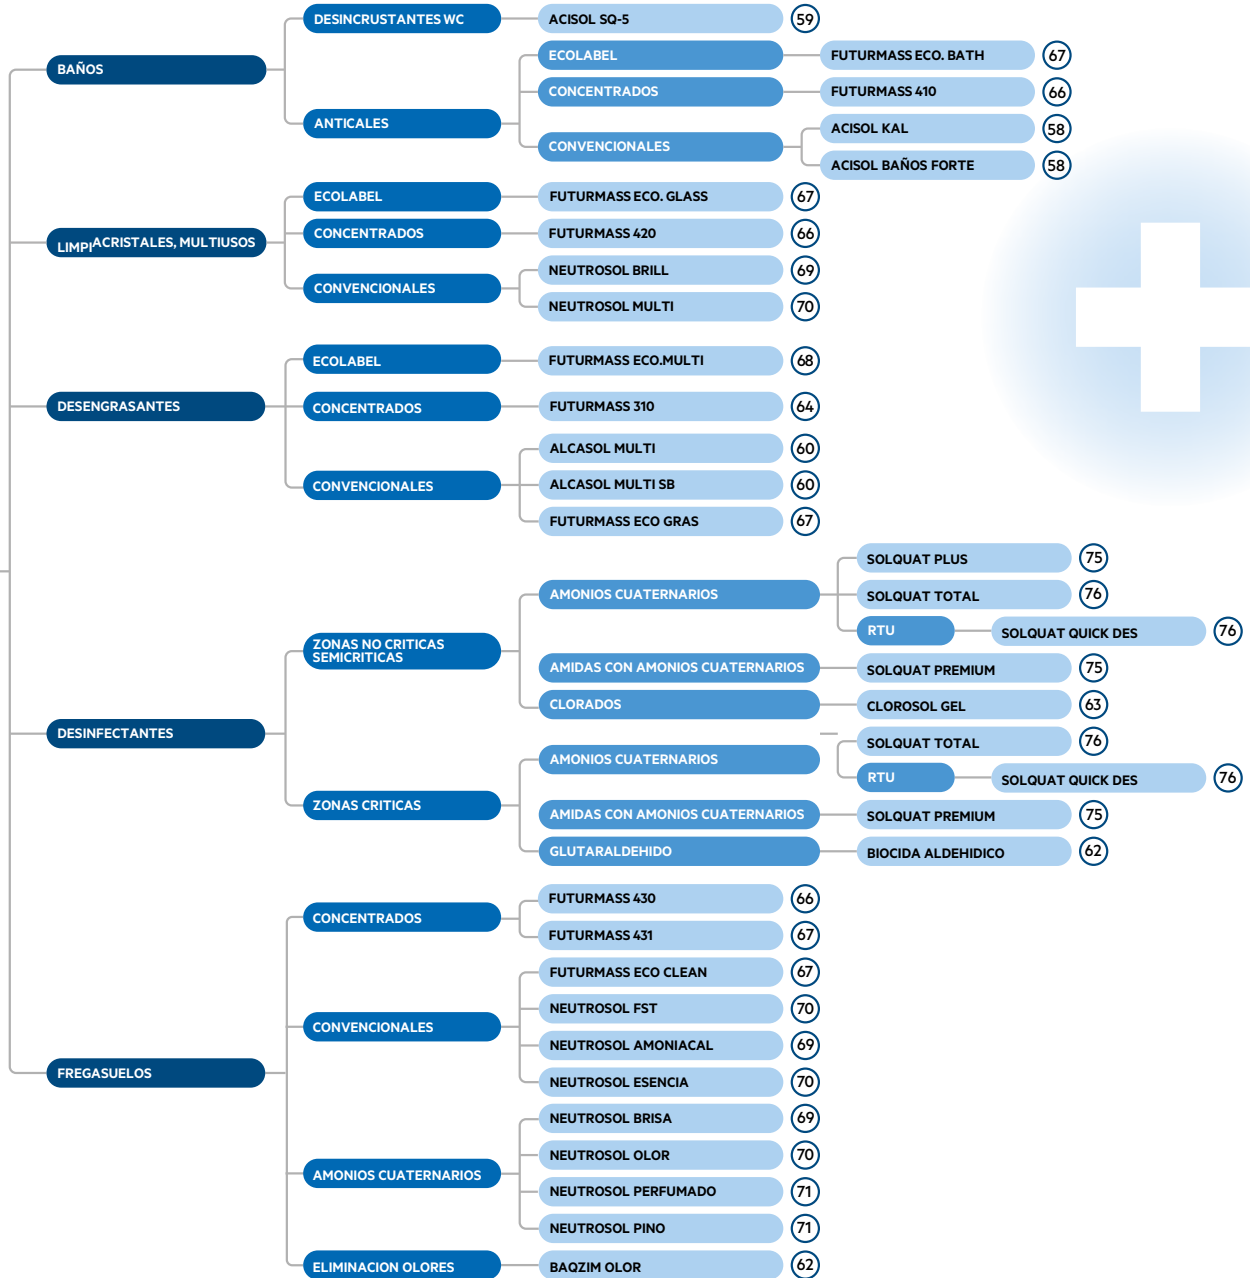 DESINCRUSTANTES WC
ACISOL SQ-5
59
BAÑOS
ECOLABEL
FUTURMASS ECO. BATH
67
CONCENTRADOS
FUTURMASS 410
66
ANTICALES
CONVENCIONALES
ACISOL KAL
58
ACISOL BAÑOS FORTE
58
LIMPIACRISTALES, MULTIUSOS
ECOLABEL
FUTURMASS ECO. GLASS
67
CONCENTRADOS
FUTURMASS 420
66
CONVENCIONALES
NEUTROSOL BRILL
69
NEUTROSOL MULTI
70
DESENGRASANTES
ECOLABEL
FUTURMASS ECO.MULTI
68
CONCENTRADOS
FUTURMASS 310
64
CONVENCIONALES
ALCASOL MULTI
60
ALCASOL MULTI SB
60
FUTURMASS ECO GRAS
67
DESINFECTANTES
ZONAS NO CRITICAS
SEMICRITICAS
AMONIOS CUATERNARIOS
SOLQUAT PLUS
75
SOLQUAT TOTAL
76
RTU
SOLQUAT QUICK DES
76
AMIDAS CON AMONIOS CUATERNARIOS
SOLQUAT PREMIUM
75
CLORADOS
CLOROSOL GEL
63
ZONAS CRITICAS
AMONIOS CUATERNARIOS
SOLQUAT TOTAL
76
RTU
SOLQUAT QUICK DES
76
AMIDAS CON AMONIOS CUATERNARIOS
SOLQUAT PREMIUM
75
GLUTARALDEHIDO
BIOCIDA ALDEHIDICO
62
FREGASUELOS
CONCENTRADOS
FUTURMASS 430
66
FUTURMASS 431
67
CONVENCIONALES
FUTURMASS ECO CLEAN
67
NEUTROSOL FST
70
NEUTROSOL AMONIACAL
69
NEUTROSOL ESENCIA
70
AMONIOS CUATERNARIOS
NEUTROSOL BRISA
69
NEUTROSOL OLOR
70
NEUTROSOL PERFUMADO
71
NEUTROSOL PINO
71
ELIMINACION OLORES
BAQZIM OLOR
62